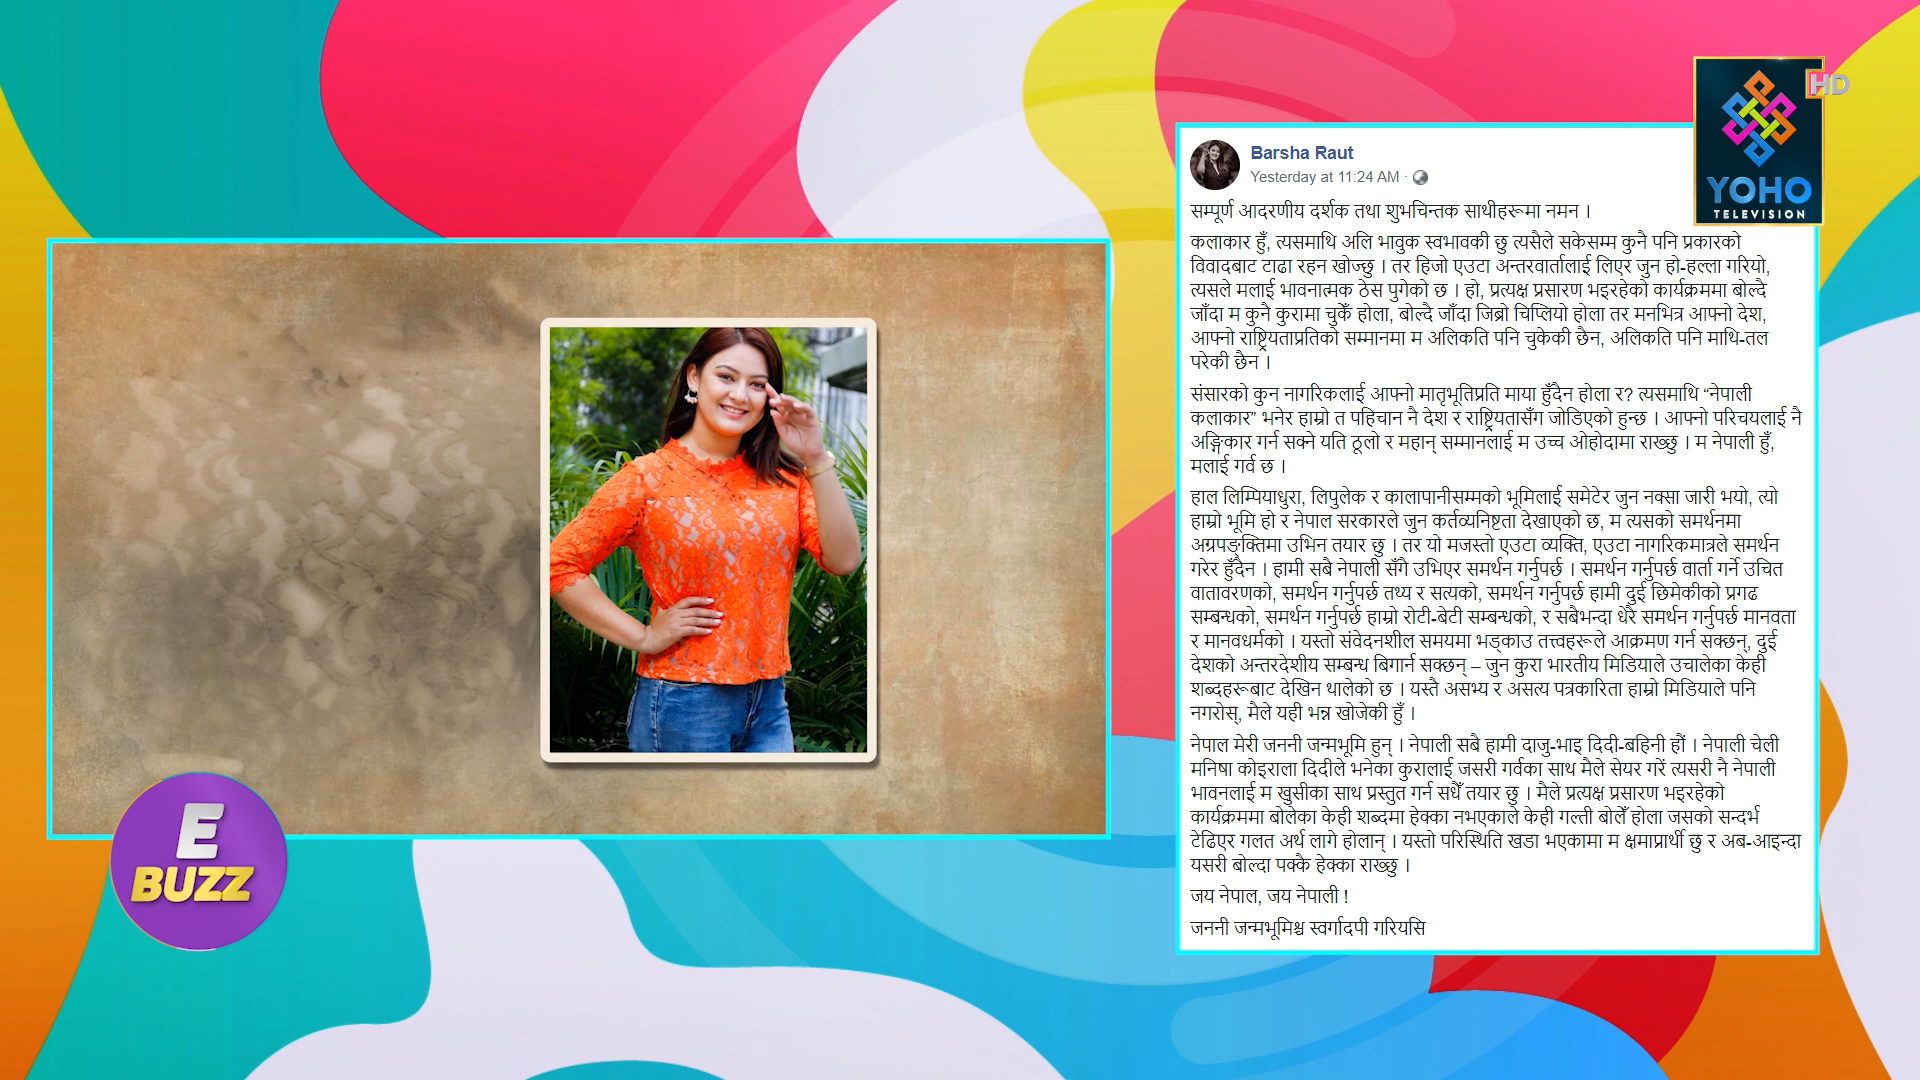 HD
YOHO
TELEVISION
Barsha Raut
Yesterday at 11:24 AM ·
सम्पूर्ण आदरणीय दर्शक तथा शुभचिन्तक साथीहरूमा नमन ।
कलाकार हुँ, त्यसमाथि अलि भावुक स्वभावकी छु त्यसैले सकेसम्म कुनै पनि प्रकारको
विवादबाट टाढा रहन खोज्छु । तर हिजो एउटा अन्तरवार्तालाई लिएर जुन हो-हल्ला गरियो,
त्यसले मलाई भावनात्मक ठेस पुगेको छ । हो, प्रत्यक्ष प्रसारण भइरहेको कार्यक्रममा बोल्दै
जाँदा म कुनै कुरामा चुकेँ होला, बोल्दै जाँदा जिब्रो चिप्लियो होला तर मनभित्र आफ्नो देश,
आफ्नो राष्ट्रियताप्रतिको सम्मानमा म अलिकति पनि चुकेकी छैन, अलिकति पनि माथि-तल
परेकी छैन ।
संसारको कुन नागरिकलाई आफ्नो मातृभूतिप्रति माया हुँदैन होला र? त्यसमाथि “नेपाली
कलाकार” भनेर हाम्रो त पहिचान नै देश र राष्ट्रियतासँग जोडिएको हुन्छ । आफ्नो परिचयलाई नै
अङ्गिकार गर्न सक्ने यति ठूलो र महान् सम्मानलाई म उच्च ओहोदामा राख्छु । म नेपाली हुँ,
मलाई गर्व छ ।
हाल लिम्पियाधुरा, लिपुलेक र कालापानीसम्मको भूमिलाई समेटेर जुन नक्सा जारी भयो, त्यो
हाम्रो भूमि हो र नेपाल सरकारले जुन कर्तव्यनिष्टता देखाएको छ, म त्यसको समर्थनमा
अग्रपङ्क्तिमा उभिन तयार छु । तर यो मजस्तो एउटा व्यक्ति, एउटा नागरिकमात्रले समर्थन
गरेर हुँदैन । हामी सबै नेपाली सँगै उभिएर समर्थन गर्नुपर्छ । समर्थन गर्नुपर्छ वार्ता गर्ने उचित
वातावरणको, समर्थन गर्नुपर्छ तथ्य र सत्यको, समर्थन गर्नुपर्छ हामी दुई छिमेकीको प्रगढ
सम्बन्धको, समर्थन गर्नुपर्छ हाम्रो रोटी-बेटी सम्बन्धको, र सबैभन्दा धेरै समर्थन गर्नुपर्छ मानवता
र मानवधर्मको । यस्तो संवेदनशील समयमा भड्काउ तत्त्वहरूले आक्रमण गर्न सक्छन्, दुई
देशको अन्तरदेशीय सम्बन्ध बिगार्न सक्छन् – जुन कुरा भारतीय मिडियाले उचालेका केही
शब्दहरूबाट देखिन थालेको छ । यस्तै असभ्य र असत्य पत्रकारिता हाम्रो मिडियाले पनि
नगरोस्, मैले यही भन्न खोजेकी हुँ ।
नेपाल मेरी जननी जन्मभूमि हुन् । नेपाली सबै हामी दाजु-भाइ दिदी-बहिनी हौं । नेपाली चेली
मनिषा कोइराला दिदीले भनेका कुरालाई जसरी गर्वका साथ मैले सेयर गरें त्यसरी नै नेपाली
भावनलाई म खुसीका साथ प्रस्तुत गर्न सधैँ तयार छु । मैले प्रत्यक्ष प्रसारण भइरहेको
कार्यक्रममा बोलेका केही शब्दमा हेक्का नभएकाले केही गल्ती बोलेँ होला जसको सन्दर्भ
टेढिएर गलत अर्थ लागे होलान् । यस्तो परिस्थिति खडा भएकामा म क्षमाप्रार्थी छु र अब-आइन्दा
यसरी बोल्दा पक्कै हेक्का राख्छु ।
जय नेपाल, जय नेपाली !
जननी जन्मभूमिश्च स्वर्गादपी गरियसि
E
BUZZ